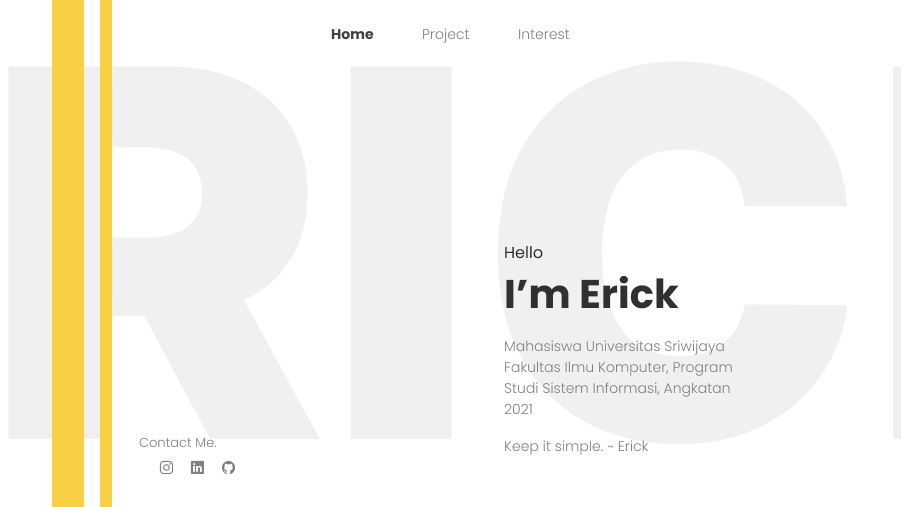 Home Project Interest
RIC
Hello
I’m Erick
Mahasiswa Universitas Sriwijaya
Fakultas Ilmu Komputer, Program
Studi Sistem Informasi, Angkatan
2021
Keep it simple. ~ Erick
Contact Me.